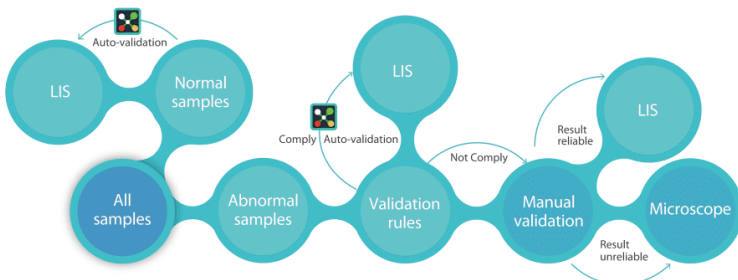 Auto-validation
LIS
Normal
samples
All
samples
Abnormal
samples
Comply
Auto-validation
LIS
Validation
rules
Not Comply
Manual
validation
Result
reliable
LIS
Result
unreliable
Microscope